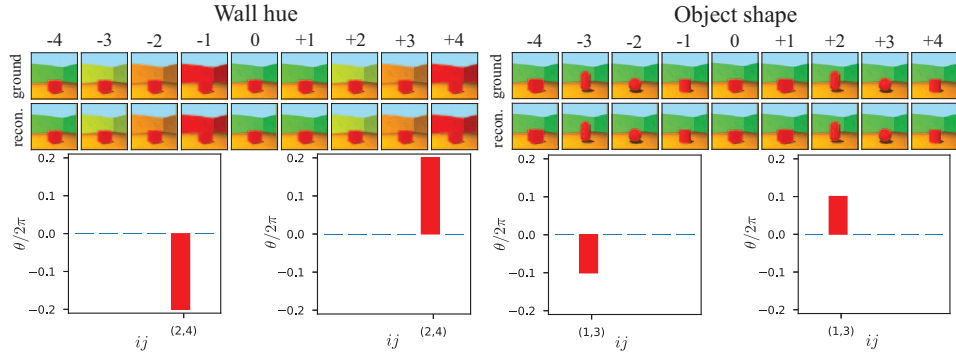 Wall hue
Object shape
-4 -3 -2 -1 0 +1 +2 +3 +4
-4 -3 -2 -1 0 +1 +2 +3 +4
ground
recon.
ground
recon.
0.2
0.1
0.0
−0.1
−0.2
θ/2π
(2,4)
ij
0.2
0.1
0.0
−0.1
−0.2
θ/2π
(2,4)
ij
0.2
0.1
0.0
−0.1
−0.2
θ/2π
(1,3)
ij
0.2
0.1
0.0
−0.1
−0.2
θ/2π
(1,3)
ij